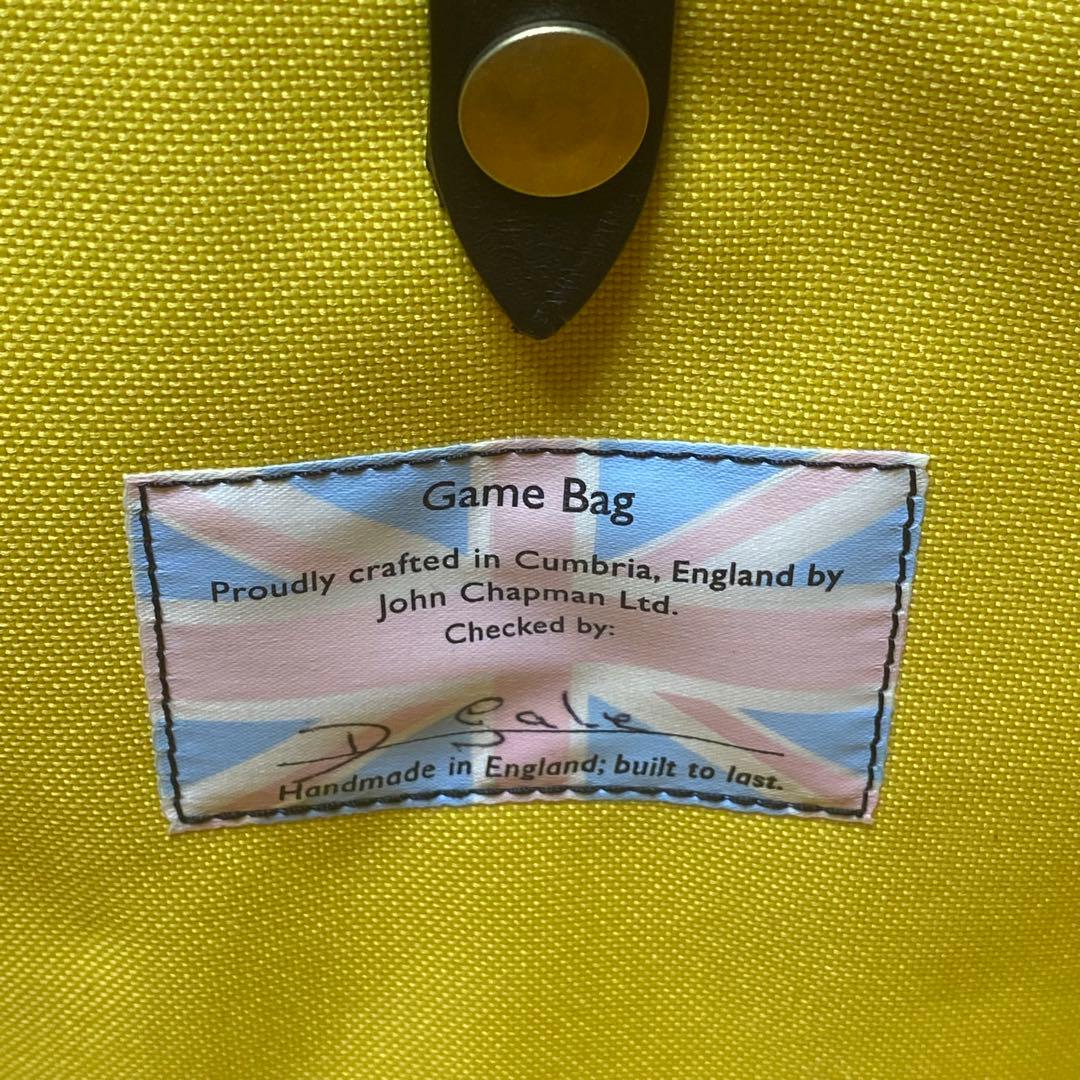 Game Bag
Proudly crafted in Cumbria, England by
John Chapman Ltd.
Checked by:
D Gale
Handmade in England; built to last.